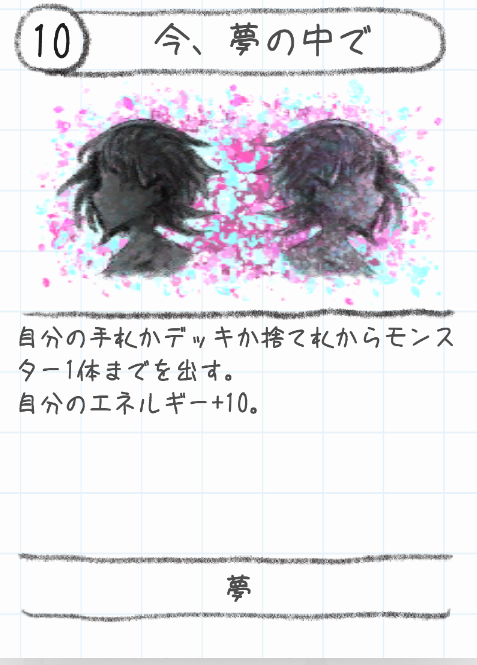 10
今、夢の中で
自分の手札かデッキか捨て札からモンス
ター1体までを出す。
自分のエネルギー+10。
夢